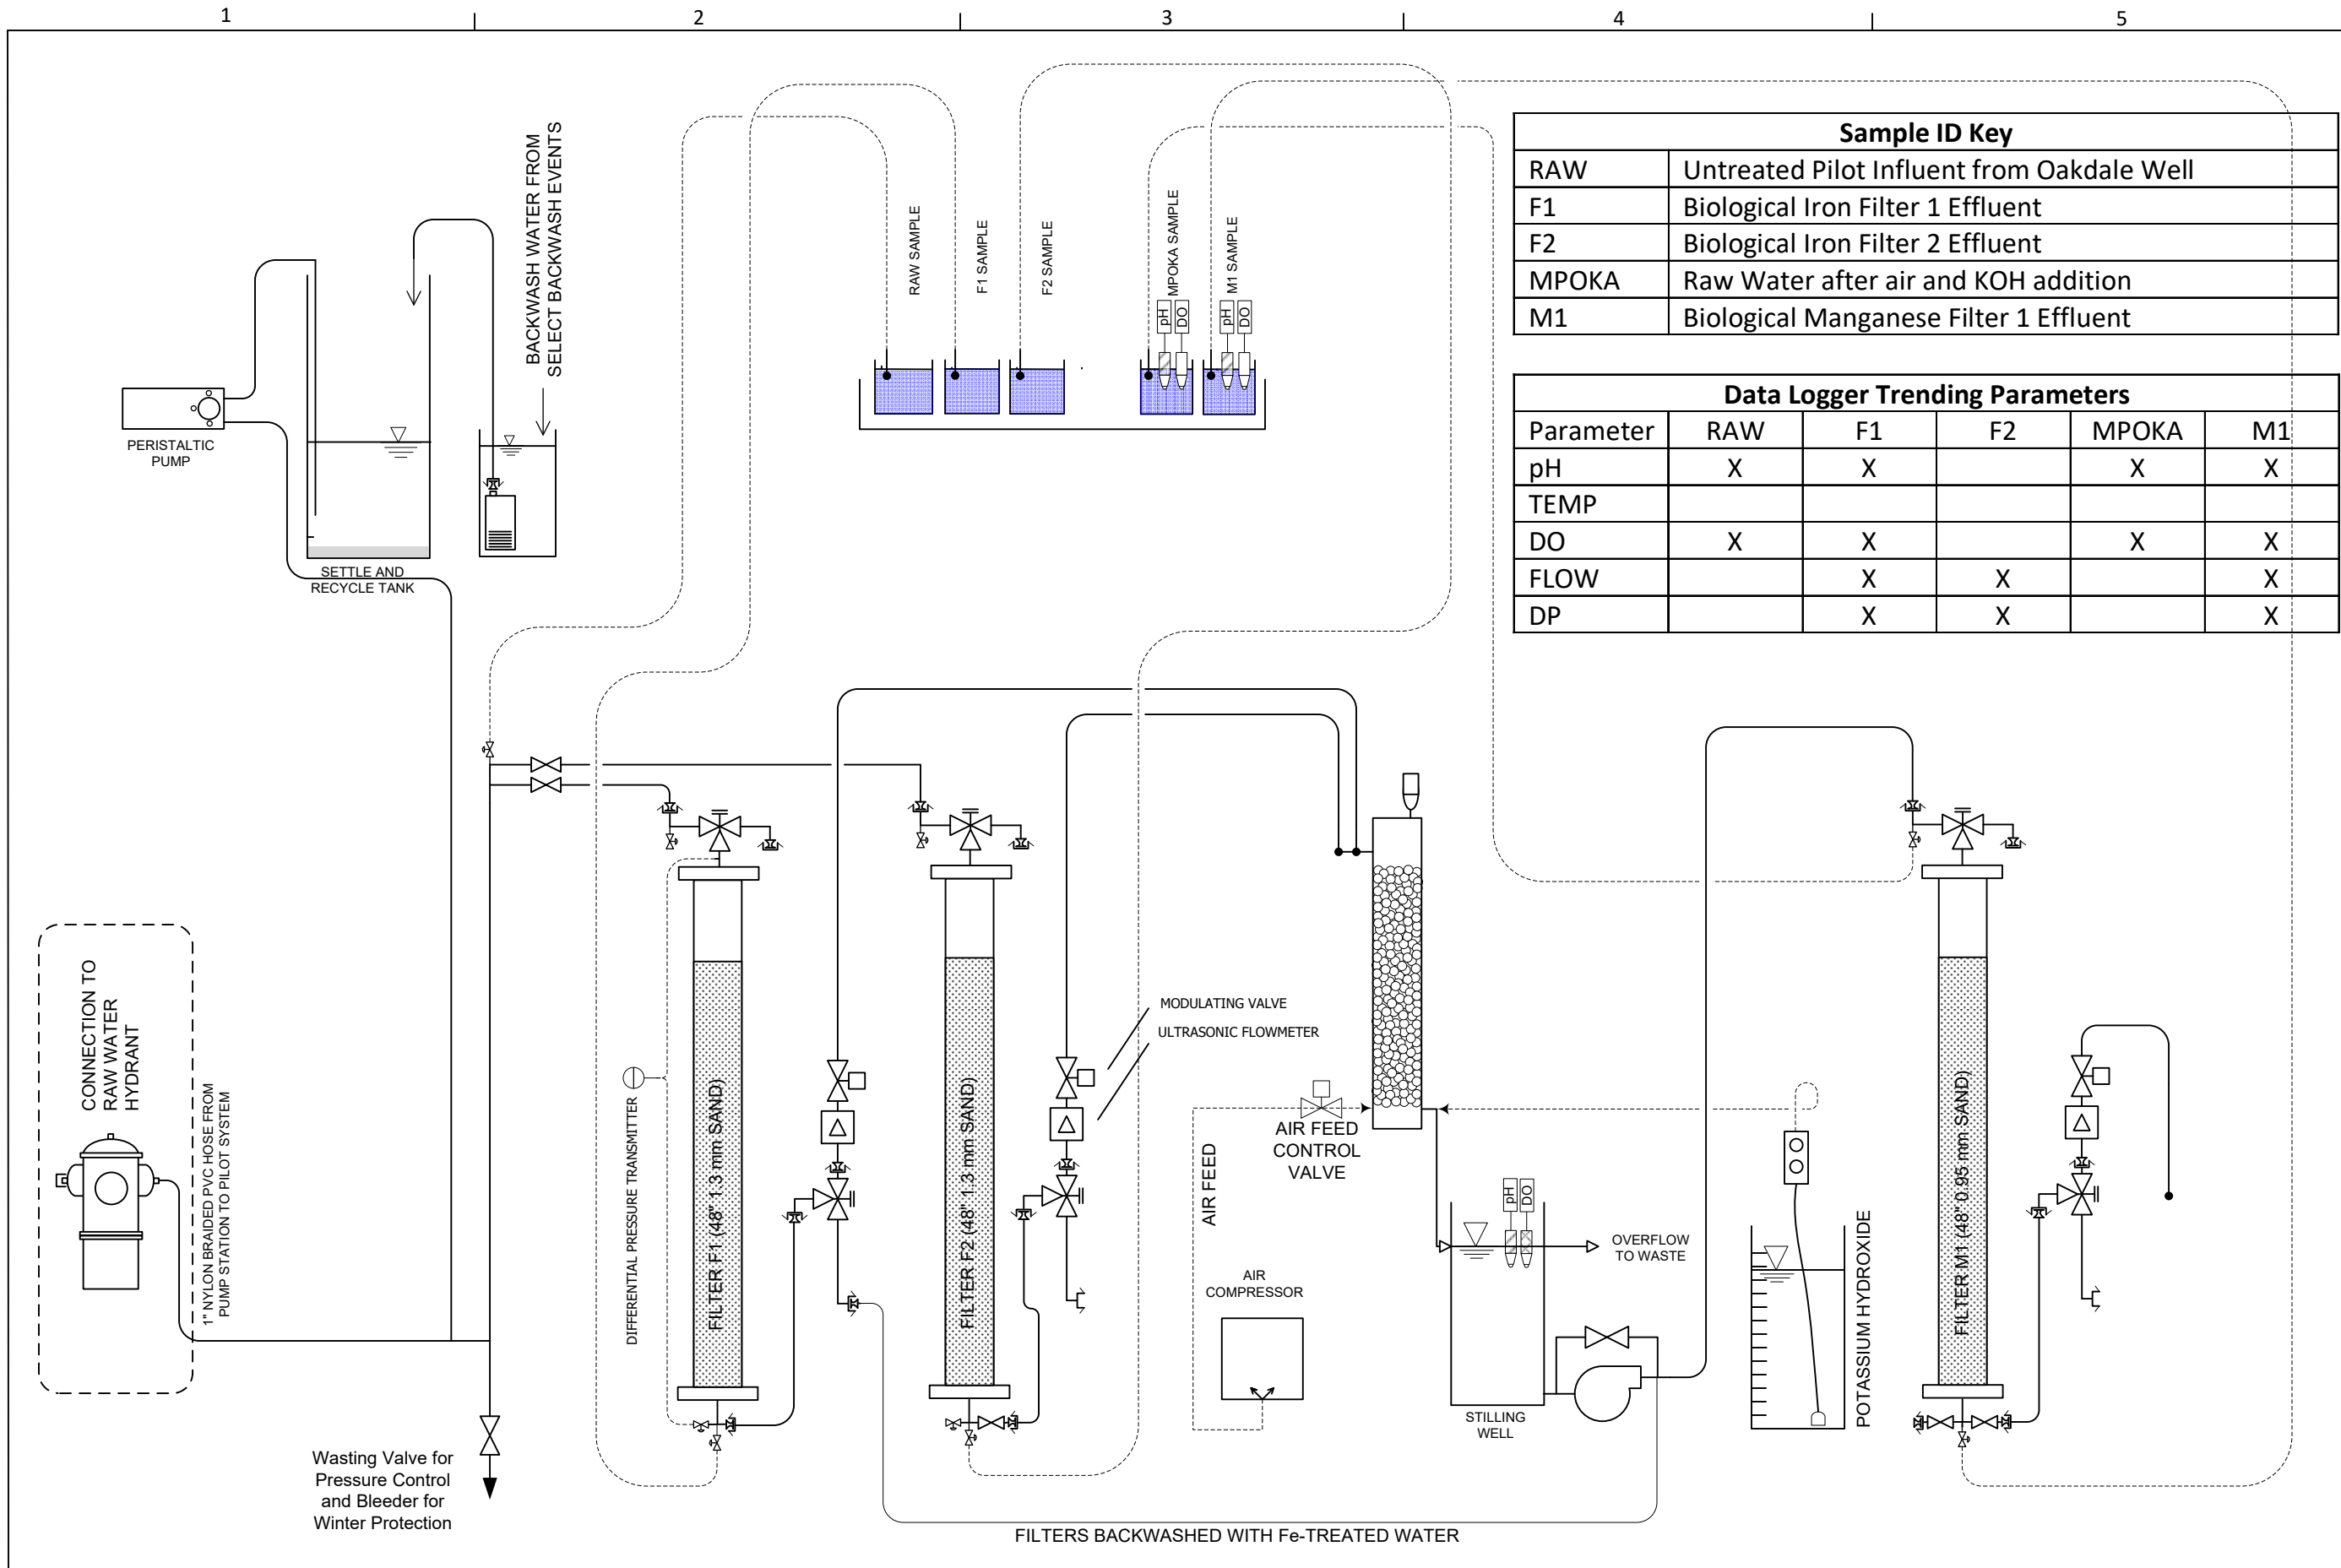 1 2 3 4 5
BACKWASH WATER FROM
SELECT BACKWASH EVENTS
PERISTALTIC
PUMP
SETTLE AND
RECYCLE TANK
RAW SAMPLE
F1 SAMPLE
F2 SAMPLE
MPOKA SAMPLE
M1 SAMPLE
pH DO
pH DO
Sample ID Key
RAW Untreated Pilot Influent from Oakdale Well
F1 Biological Iron Filter 1 Effluent
F2 Biological Iron Filter 2 Effluent
MPOKA Raw Water after air and KOH addition
M1 Biological Manganese Filter 1 Effluent
Data Logger Trending Parameters
Parameter RAW F1 F2 MPOKA M1
pH X X X X
TEMP
DO X X X X
FLOW X X X
DP X X X
CONNECTION TO
RAW WATER
HYDRANT
1" NYLON BRAIDED PVC HOSE FROM
PUMP STATION TO PILOT SYSTEM
Wasting Valve for
Pressure Control
and Bleeder for
Winter Protection
DIFFERENTIAL PRESSURE TRANSMITTER
FILTER F1 (48" 1.3 mm SAND)
FILTER F2 (48" 1.3 mm SAND)
MODULATING VALVE
ULTRASONIC FLOWMETER
AIR FEED
AIR FEED
CONTROL
VALVE
AIR
COMPRESSOR
pH DO
OVERFLOW
TO WASTE
STILLING
WELL
POTASSIUM HYDROXIDE
FILTER M1 (48" 0.95 mm SAND)
FILTERS BACKWASHED WITH Fe-TREATED WATER